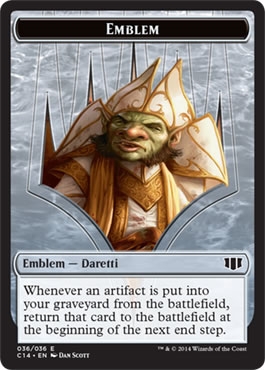 EMBLEM
Emblem — Daretti
Whenever an artifact is put into
your graveyard from the battlefield,
return that card to the battlefield at
the beginning of the next end step.
036/036 E
C14 • EN DAN SCOTT
™ & © 2014 Wizards of the Coast